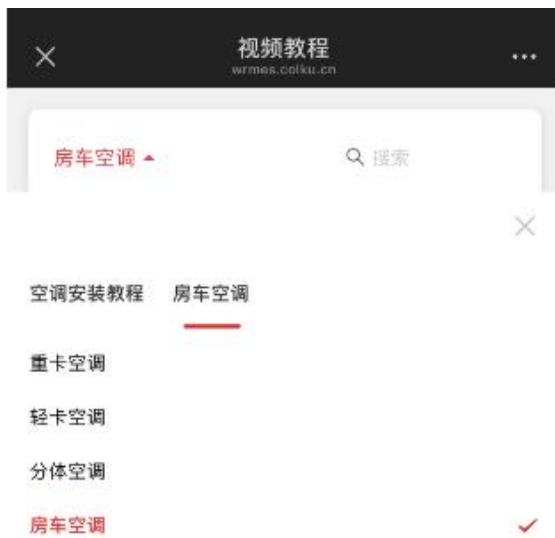 视频教程
wrmes.colku.cn
房车空调 搜索
空调安装教程 房车空调
重卡空调
轻卡空调
分体空调
房车空调